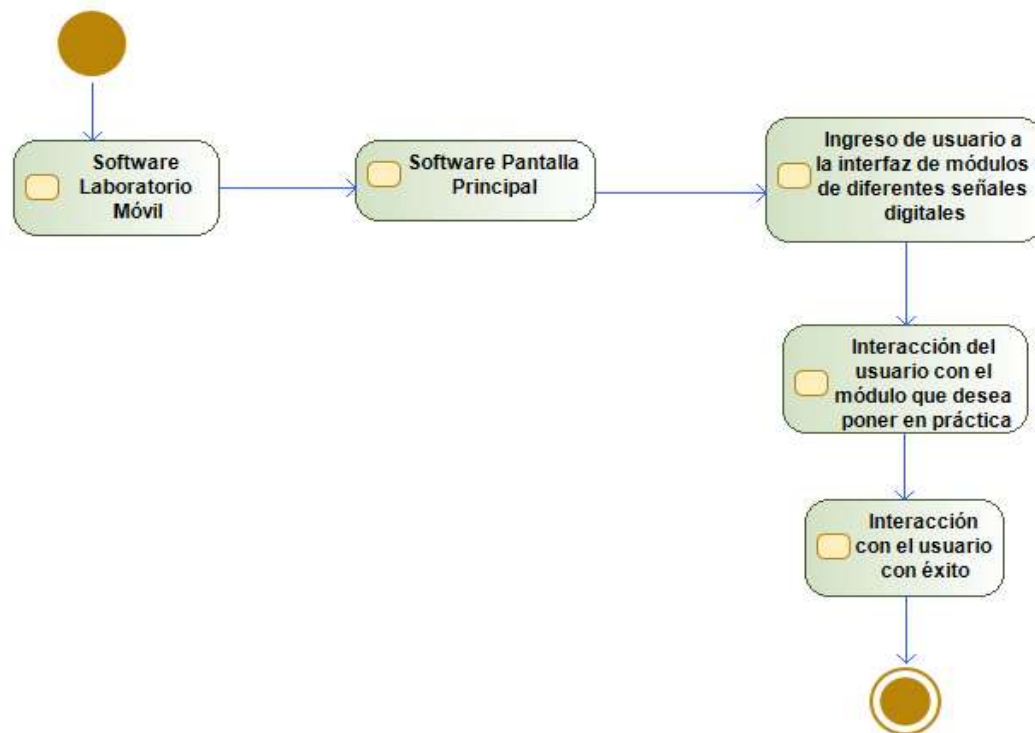 Software
Laboratorio
Móvil
Software Pantalla
Principal
Ingreso de usuario a
la interfaz de módulos
de diferentes señales
digitales
Interacción del
usuario con el
módulo que desea
poner en práctica
Interacción
con el usuario
con éxito